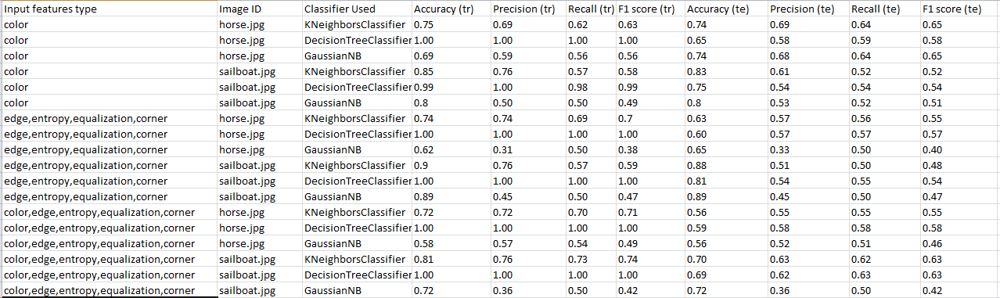 Input features type Image ID Classifier Used Accuracy (tr) Precision (tr) Recall (tr) F1 score (tr) Accuracy (te) Precision (te) Recall (te) F1 score (te)
color horse.jpg KNeighborsClassifier 0.75 0.69 0.62 0.63 0.74 0.69 0.64 0.65
color horse.jpg DecisionTreeClassifier 1.00 1.00 1.00 1.00 0.65 0.58 0.59 0.58
color horse.jpg GaussianNB 0.69 0.59 0.56 0.56 0.74 0.68 0.64 0.65
color sailboat.jpg KNeighborsClassifier 0.85 0.76 0.57 0.58 0.83 0.61 0.52 0.52
color sailboat.jpg DecisionTreeClassifier 0.99 1.00 0.98 0.99 0.75 0.54 0.54 0.54
color sailboat.jpg GaussianNB 0.8 0.50 0.50 0.49 0.8 0.53 0.52 0.51
edge,entropy,equalization,corner horse.jpg KNeighborsClassifier 0.74 0.74 0.69 0.7 0.63 0.57 0.56 0.55
edge,entropy,equalization,corner horse.jpg DecisionTreeClassifier 1.00 1.00 1.00 1.00 0.60 0.57 0.57 0.57
edge,entropy,equalization,corner horse.jpg GaussianNB 0.62 0.31 0.50 0.38 0.65 0.33 0.50 0.40
edge,entropy,equalization,corner sailboat.jpg KNeighborsClassifier 0.9 0.76 0.57 0.59 0.88 0.51 0.50 0.48
edge,entropy,equalization,corner sailboat.jpg DecisionTreeClassifier 1.00 1.00 1.00 1.00 0.81 0.54 0.55 0.54
edge,entropy,equalization,corner sailboat.jpg GaussianNB 0.89 0.45 0.50 0.47 0.89 0.45 0.50 0.47
color,edge,entropy,equalization,corner horse.jpg KNeighborsClassifier 0.72 0.72 0.70 0.71 0.56 0.55 0.55 0.55
color,edge,entropy,equalization,corner horse.jpg DecisionTreeClassifier 1.00 1.00 1.00 1.00 0.59 0.58 0.58 0.58
color,edge,entropy,equalization,corner horse.jpg GaussianNB 0.58 0.57 0.54 0.49 0.56 0.52 0.51 0.46
color,edge,entropy,equalization,corner sailboat.jpg KNeighborsClassifier 0.81 0.76 0.73 0.74 0.70 0.63 0.62 0.63
color,edge,entropy,equalization,corner sailboat.jpg DecisionTreeClassifier 1.00 1.00 1.00 1.00 0.69 0.62 0.63 0.63
color,edge,entropy,equalization,corner sailboat.jpg GaussianNB 0.72 0.36 0.50 0.42 0.72 0.36 0.50 0.42